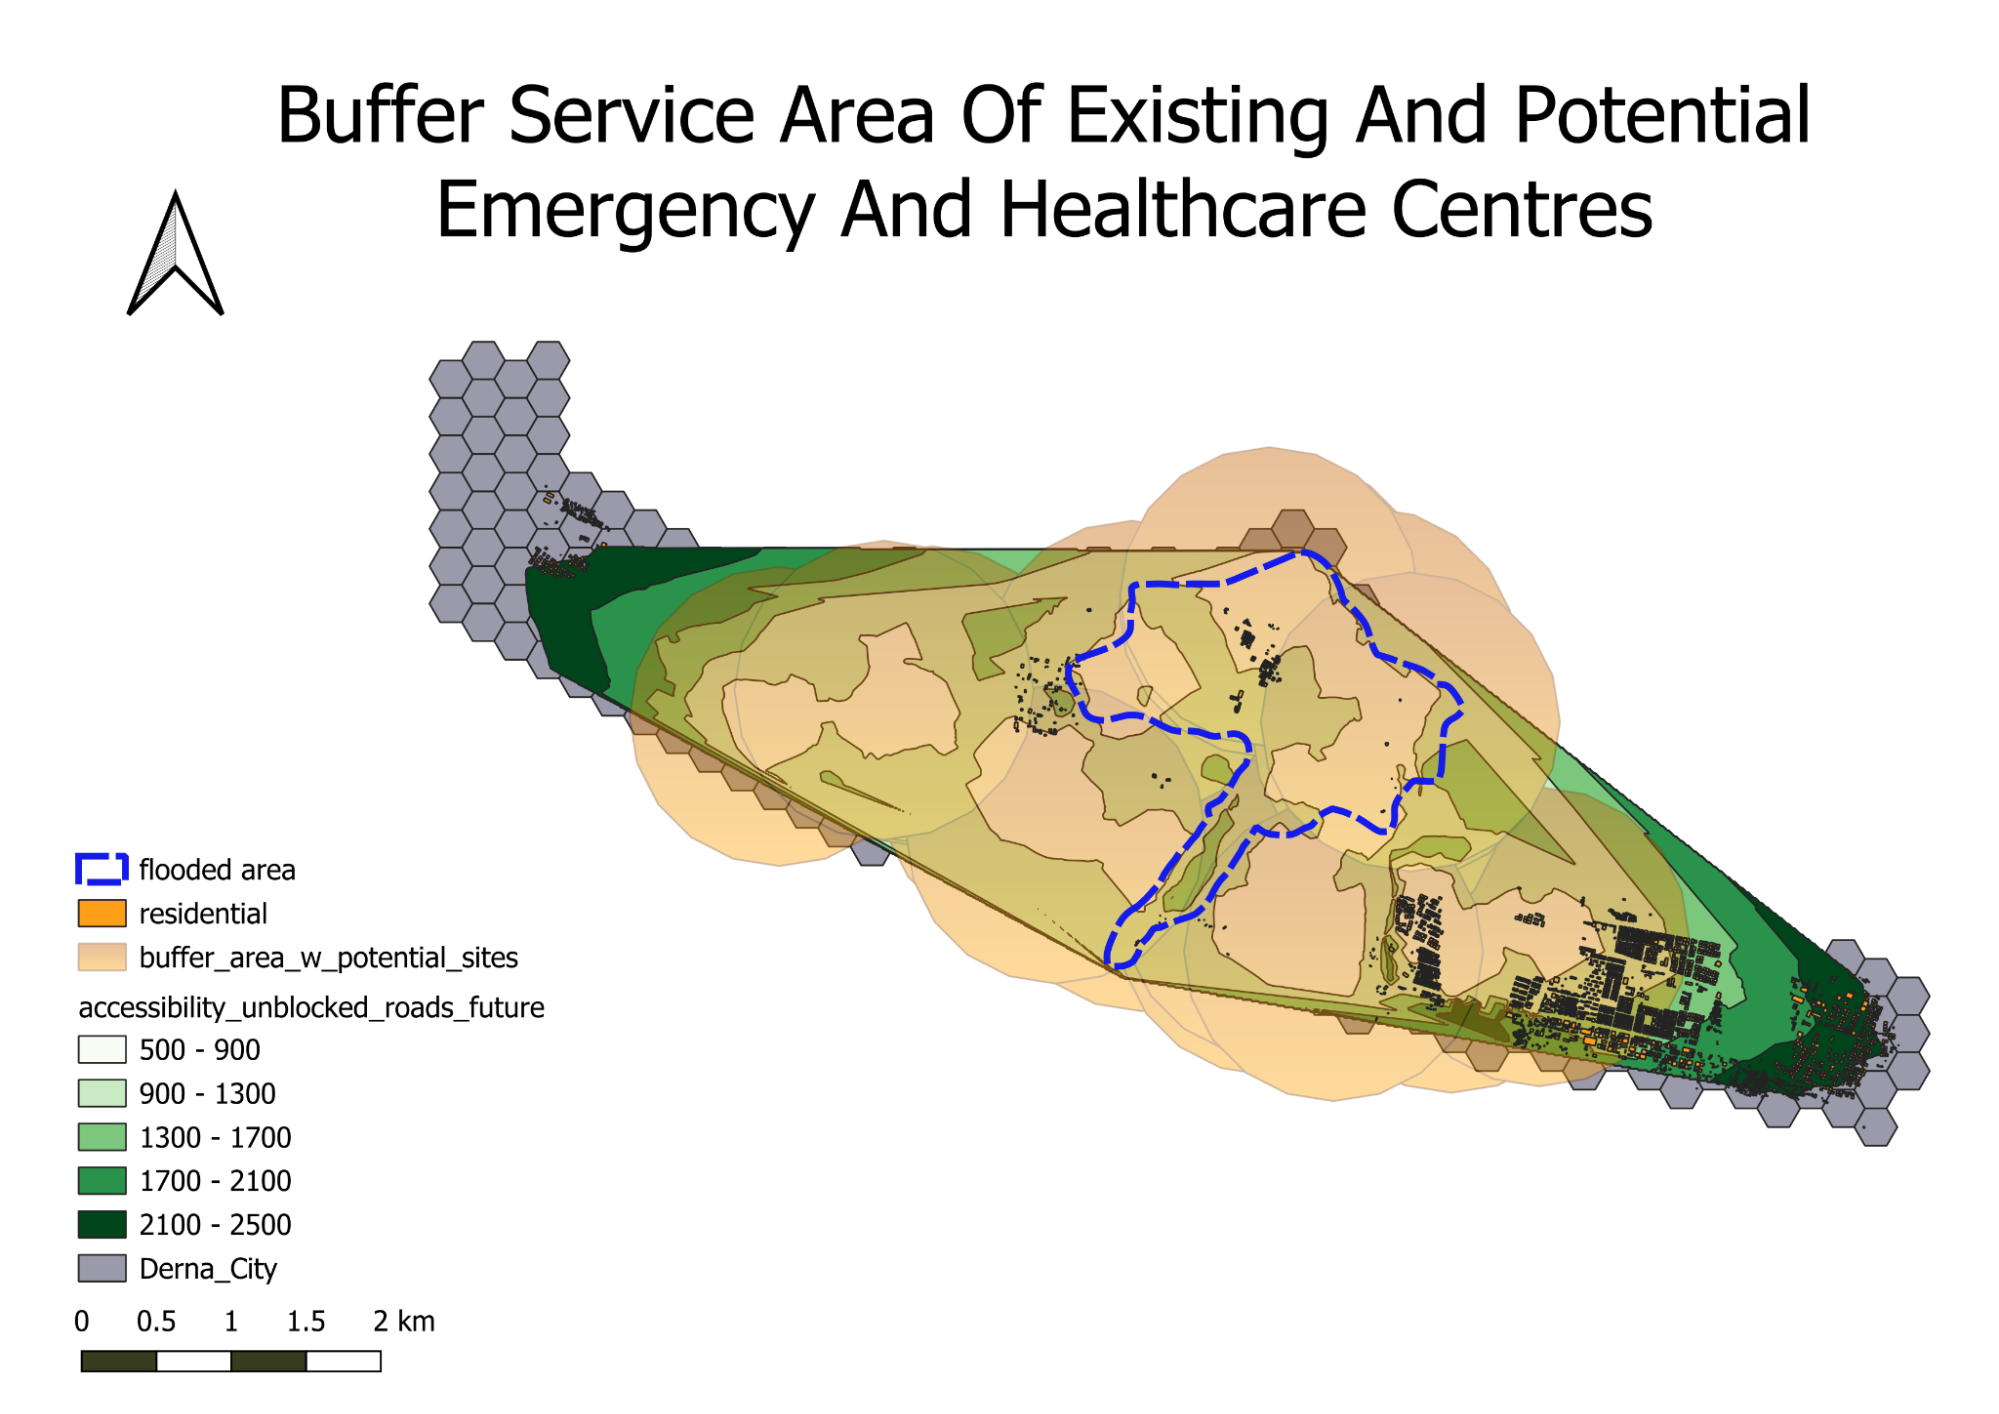 Buffer Service Area Of Existing And Potential
Emergency And Healthcare Centres
flooded area
residential
buffer_area_w_potential_sites
accessibility_unblocked_roads_future
500 - 900
900 - 1300
1300 - 1700
1700 - 2100
2100 - 2500
Derna_City
0 0.5 1 1.5 2 km